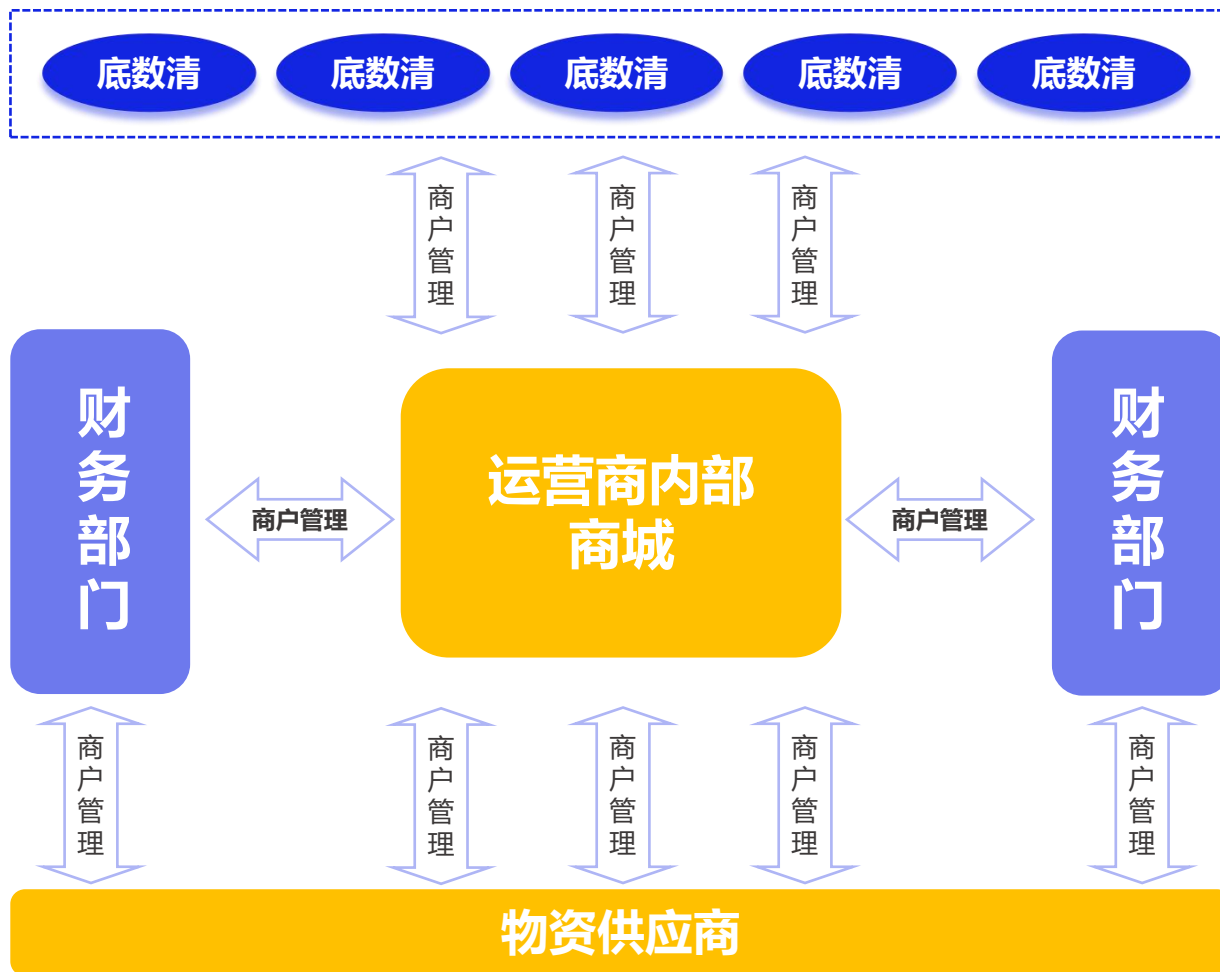 底数清
底数清
底数清
底数清
底数清
商户管理
商户管理
商户管理
财务部门
商户管理
运营商内部
商城
商户管理
财务部门
商户管理
商户管理
商户管理
商户管理
商户管理
物资供应商